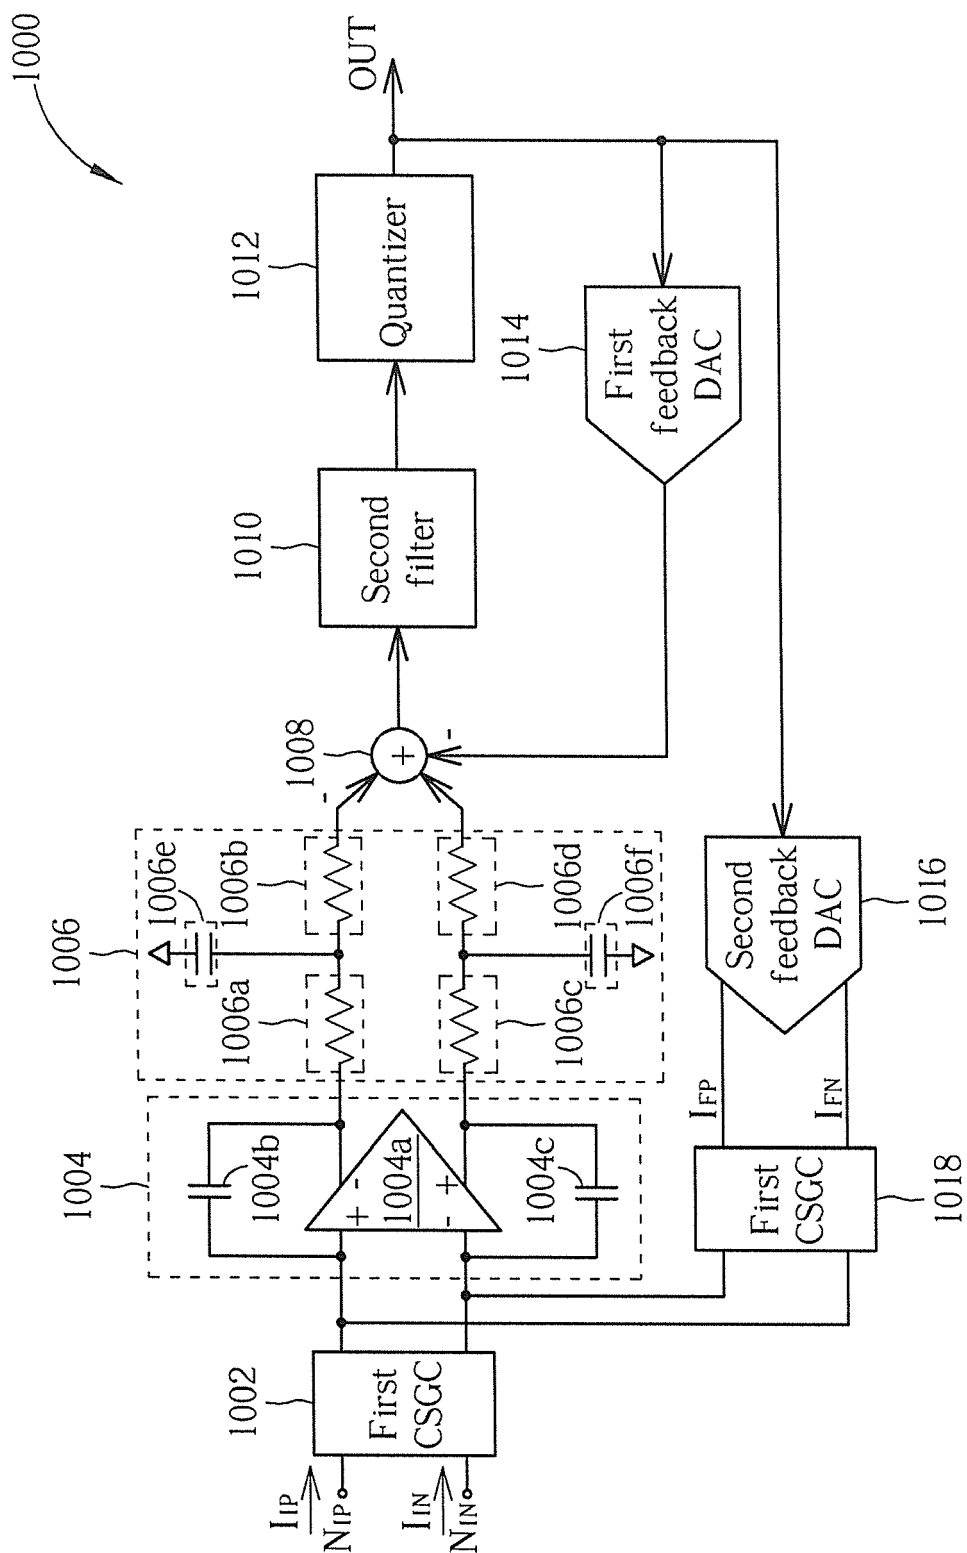 1000
OUT
1012
Quantizer
1010
Second
filter
1008
+
-
-
1014
First
feedback
DAC
1006
1006e
1006b
1006a
1006d
1006f
1006c
1004
1004b
1004a
+
-
-
+
1004c
1002
First
CSGC
IIP
NIP
IIN
NIN
Second
feedback
DAC
1016
IFP
IFN
First
CSGC
1018